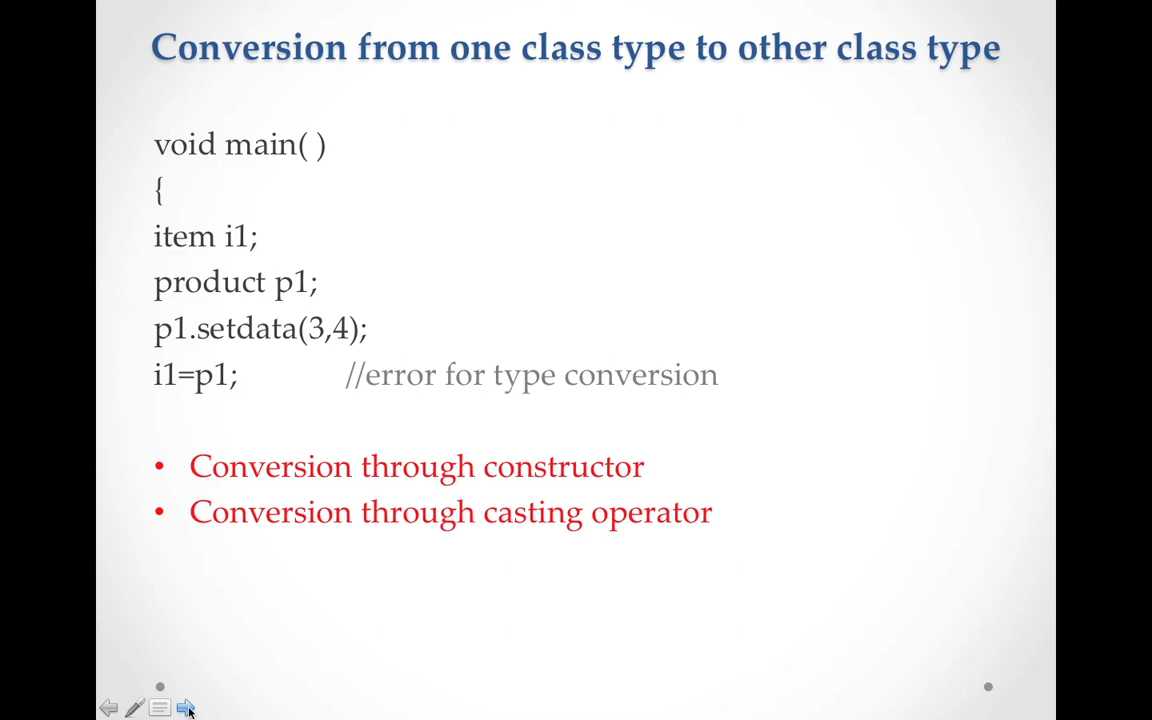 Conversion from one class type to other class type
void main( )
{
item i1;
product p1;
p1.setdata(3,4);
i1=p1; //error for type conversion
• Conversion through constructor
• Conversion through casting operator